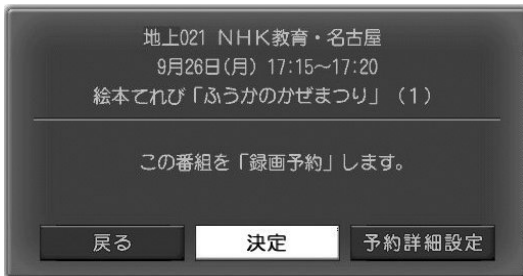 地上021 NHK教育・名古屋
9月26日(月) 17:15～17:20
絵本てれび「ふうかのかぜまつり」(1)
この番組を「録画予約」します。
戻る 決定 予約詳細設定